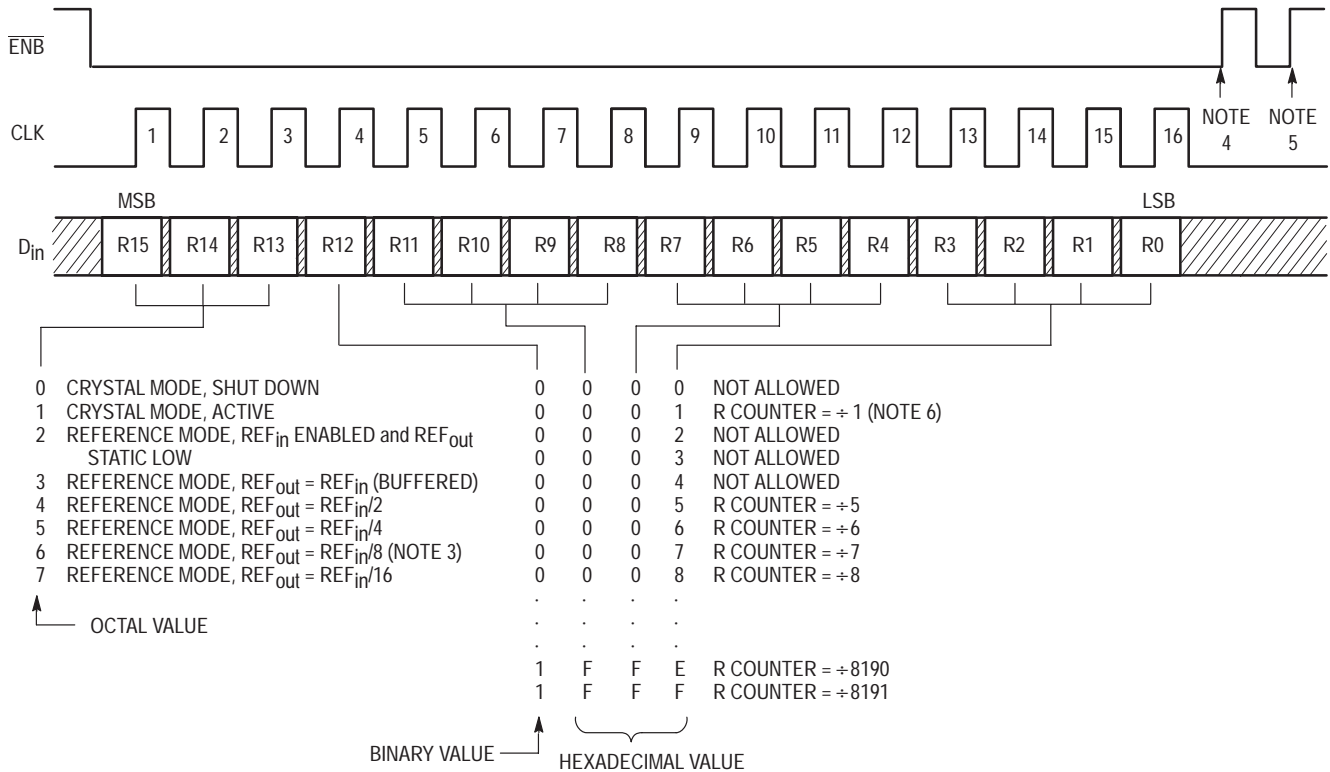 ENB
CLK
1 2 3 4 5 6 7 8 9 10 11 12 13 14 15 16
NOTE 4
NOTE 5
MSB
LSB
Din
R15 R14 R13 R12 R11 R10 R9 R8 R7 R6 R5 R4 R3 R2 R1 R0
0 CRYSTAL MODE, SHUT DOWN
1 CRYSTAL MODE, ACTIVE
2 REFERENCE MODE, REFin ENABLED and REFout
STATIC LOW
3 REFERENCE MODE, REFout = REFin (BUFFERED)
4 REFERENCE MODE, REFout = REFin/2
5 REFERENCE MODE, REFout = REFin/4
6 REFERENCE MODE, REFout = REFin/8 (NOTE 3)
7 REFERENCE MODE, REFout = REFin/16
OCTAL VALUE
0 0 0 0 NOT ALLOWED
0 0 0 1 R COUNTER = ÷ 1 (NOTE 6)
0 0 0 2 NOT ALLOWED
0 0 0 3 NOT ALLOWED
0 0 0 4 NOT ALLOWED
0 0 0 5 R COUNTER = ÷5
0 0 0 6 R COUNTER = ÷6
0 0 0 7 R COUNTER = ÷7
0 0 0 8 R COUNTER = ÷8
. . . .
. . . .
. . . .
1 F F E R COUNTER = ÷8190
1 F F F R COUNTER = ÷8191
BINARY VALUE
HEXADECIMAL VALUE